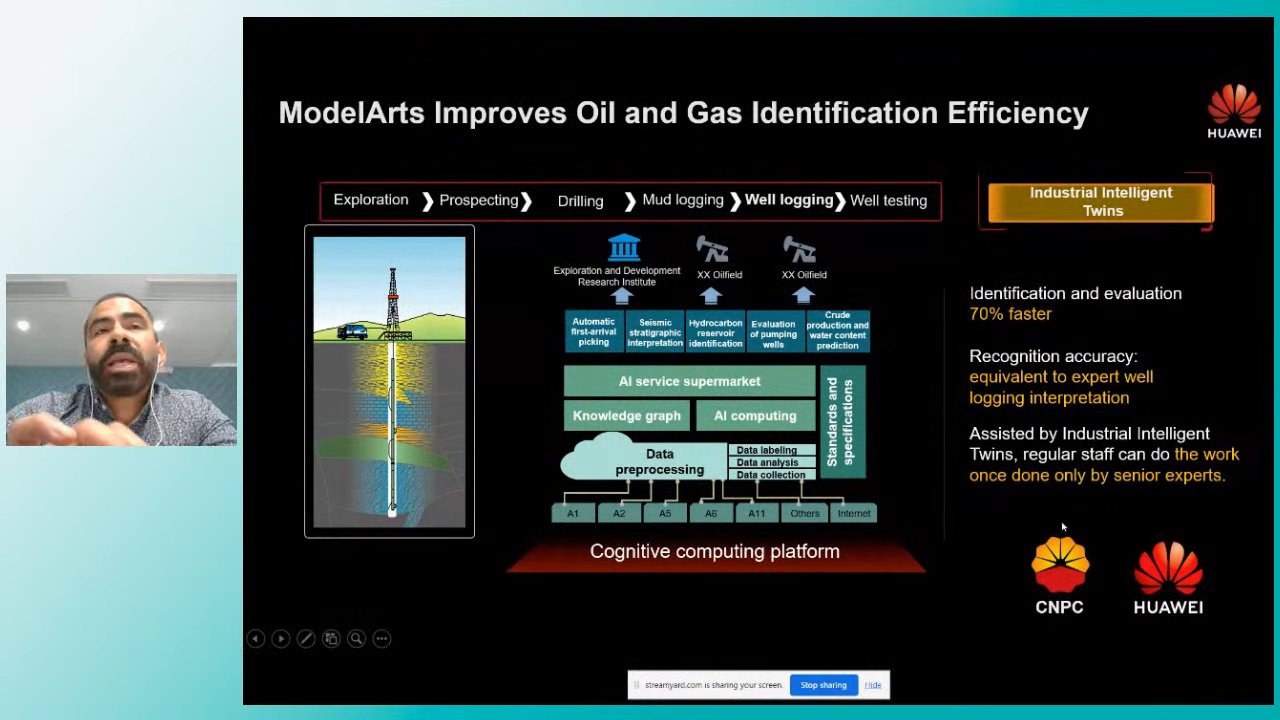 ModelArts Improves Oil and Gas Identification Efficiency
HUAWEI
Exploration Prospecting Drilling Mud logging Well logging Well testing
Industrial Intelligent
Twins
Exploration and Development
Research Institute
XX Oilfield
XX Oilfield
Automatic
first-arrival
picking
Seismic
stratigraphic
interpretation
Hydrocarbon
reservoir
identification
Evaluation
of pumping
wells
Crude
production and
water content
prediction
AI service supermarket
Knowledge graph
AI computing
Standards and
specifications
Data
preprocessing
Data labeling
Data analysis
Data collection
A1 A2 A5 A6 A11 Others Internet
Cognitive computing platform
Identification and evaluation
70% faster
Recognition accuracy:
equivalent to expert well
logging interpretation
Assisted by Industrial Intelligent
Twins, regular staff can do the work
once done only by senior experts.
CNPC
HUAWEI
streamyard.com is sharing your screen. Stop sharing Hide